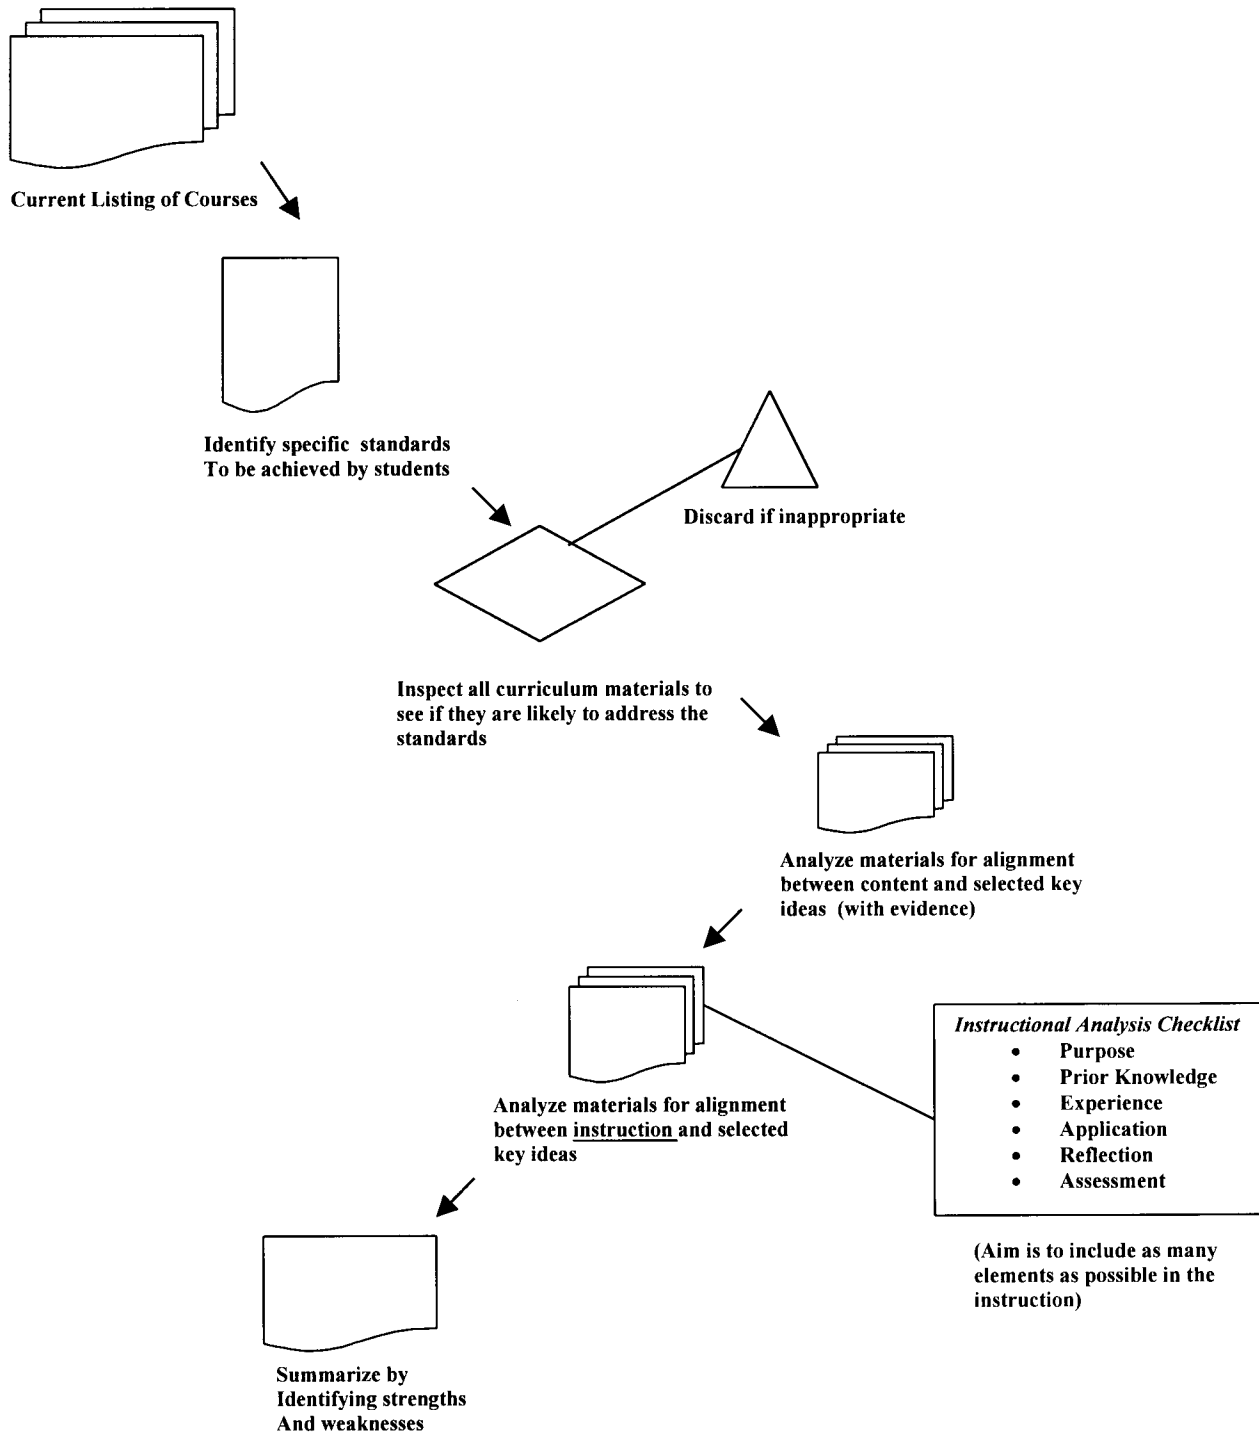 Current Listing of Courses
Identify specific standards
To be achieved by students
Discard if inappropriate
Inspect all curriculum materials to
see if they are likely to address the
standards
Analyze materials for alignment
between content and selected key
ideas (with evidence)
Analyze materials for alignment
between instruction and selected
key ideas
Instructional Analysis Checklist
• Purpose
• Prior Knowledge
• Experience
• Application
• Reflection
• Assessment
(Aim is to include as many
elements as possible in the
instruction)
Summarize by
Identifying strengths
And weaknesses